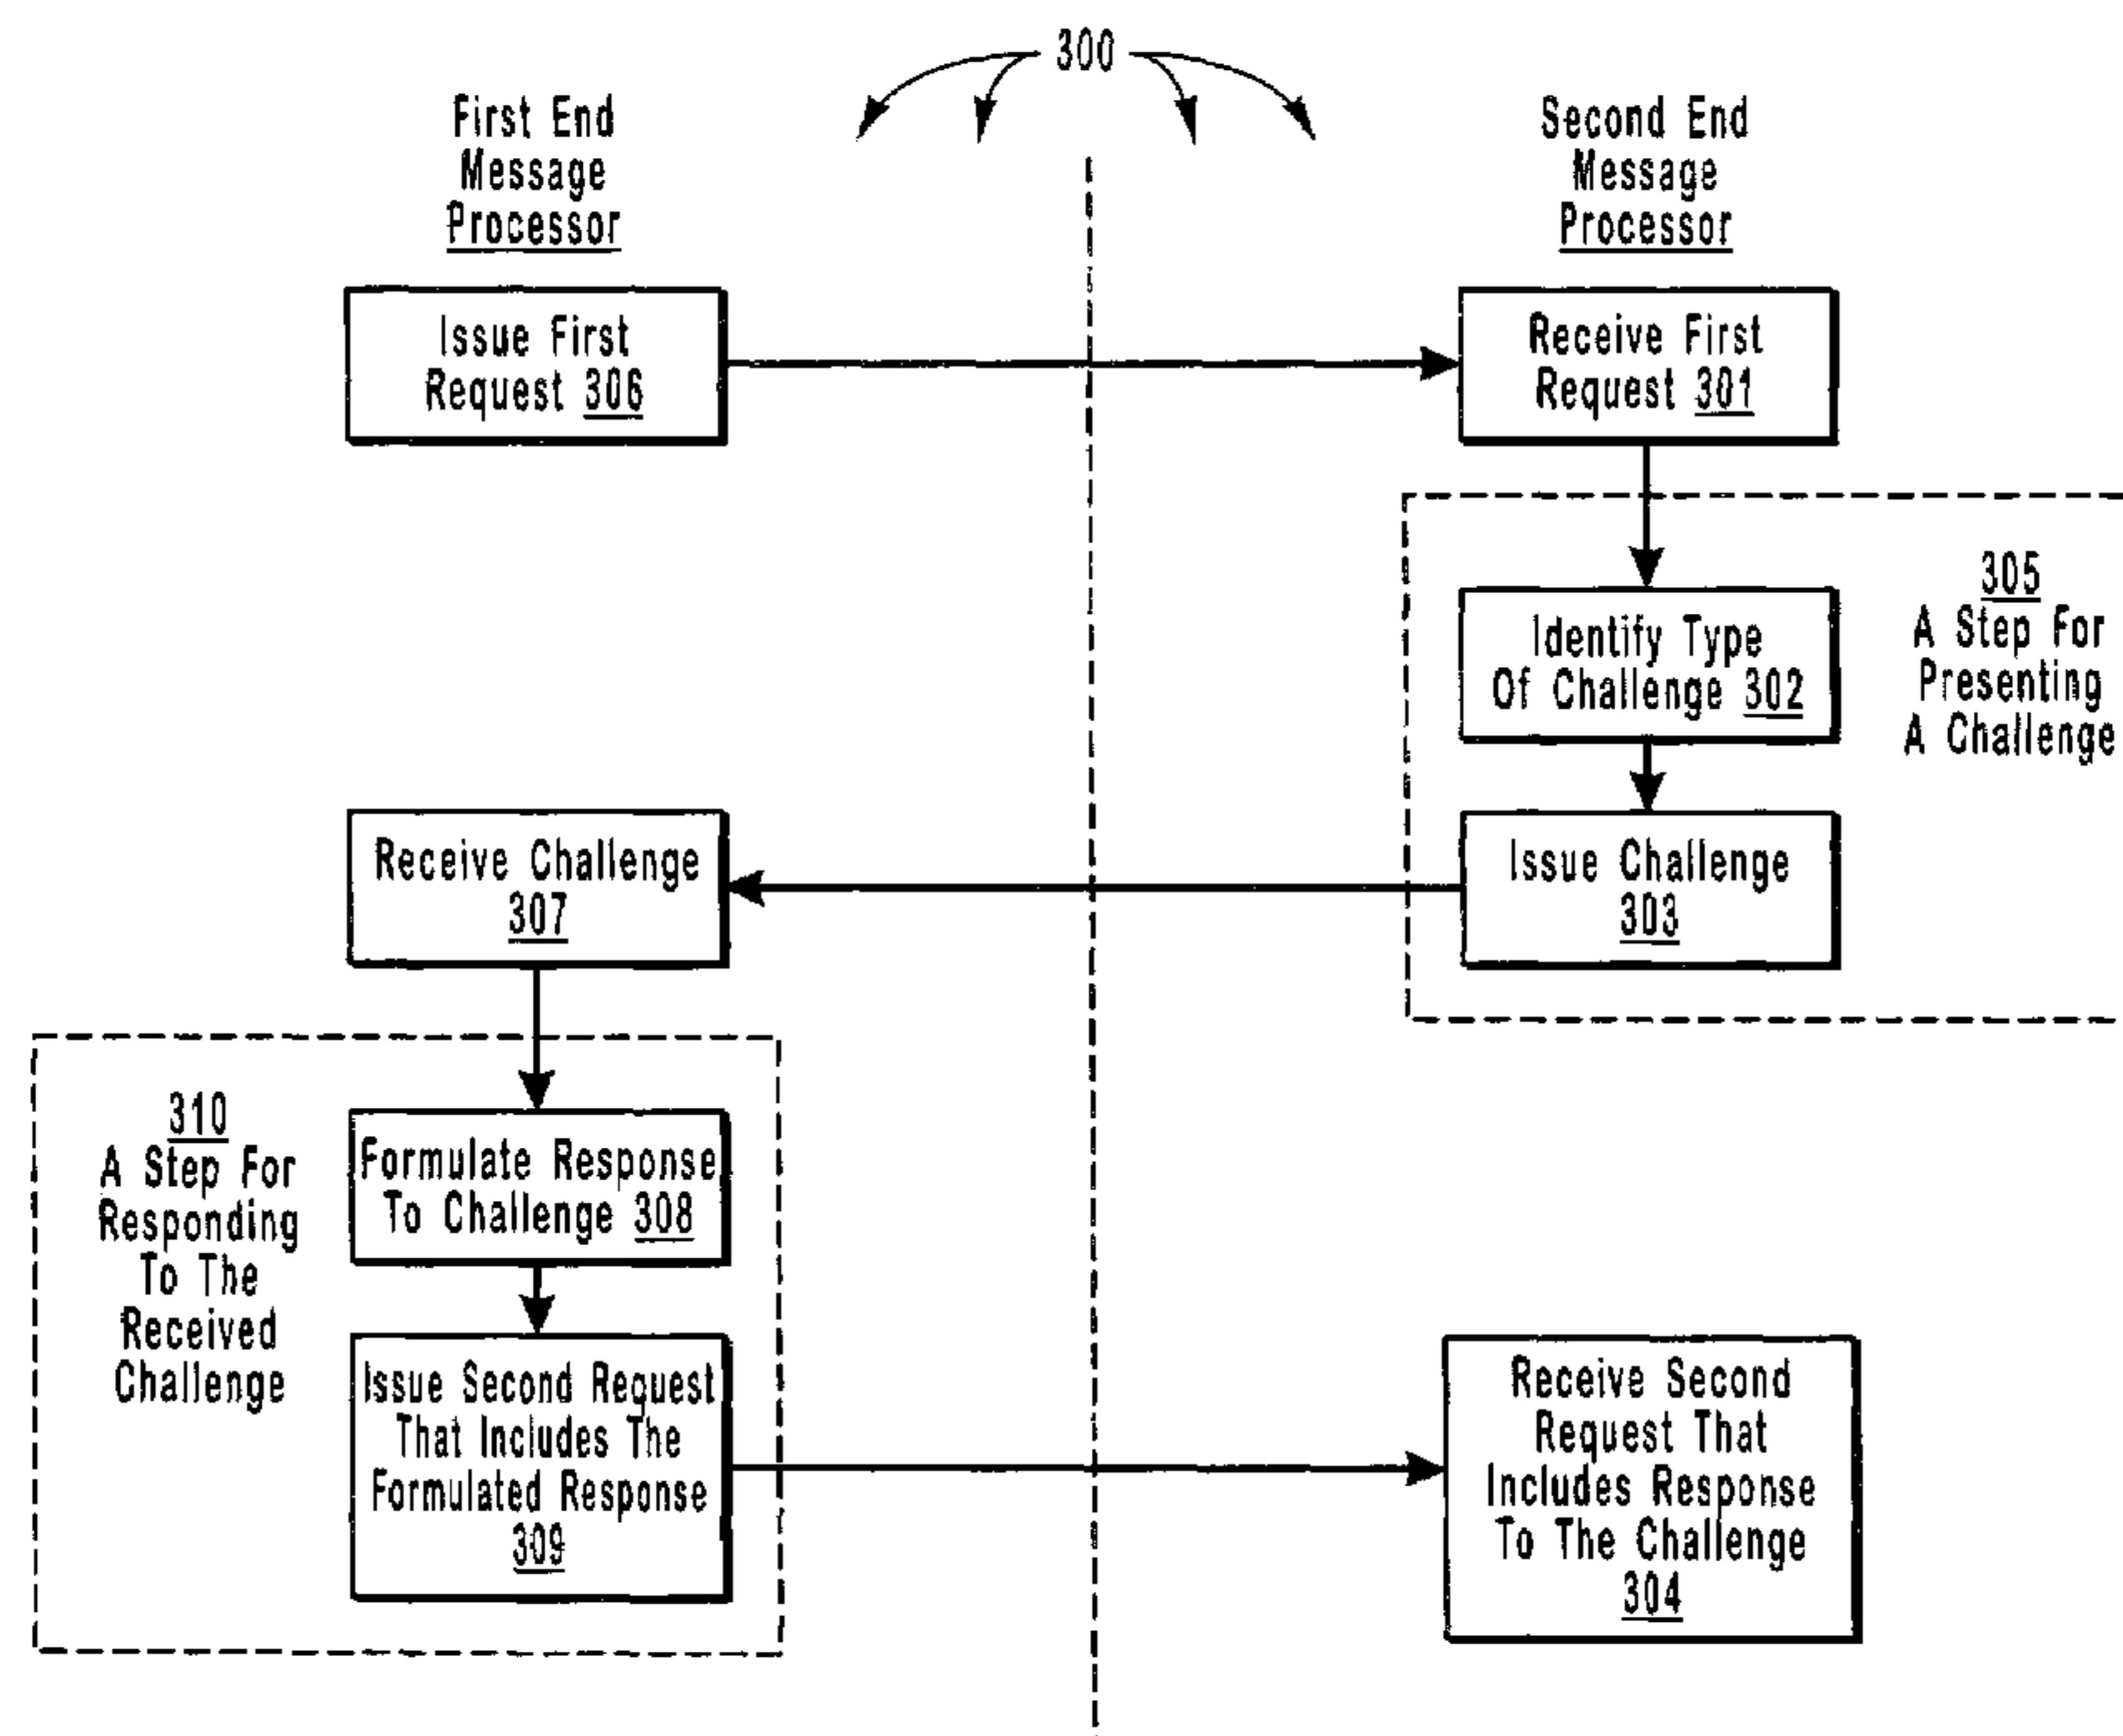 300
First End
Message
Processor
Second End
Message
Processor
Issue First
Request 306
Receive First
Request 301
Identify Type
Of Challenge 302
305
A Step For
Presenting
A Challenge
Receive Challenge
307
Issue Challenge
303
310
A Step For
Responding
To The
Received
Challenge
Formulate Response
To Challenge 308
Issue Second Request
That Includes The
Formulated Response
309
Receive Second
Request That
Includes Response
To The Challenge
304